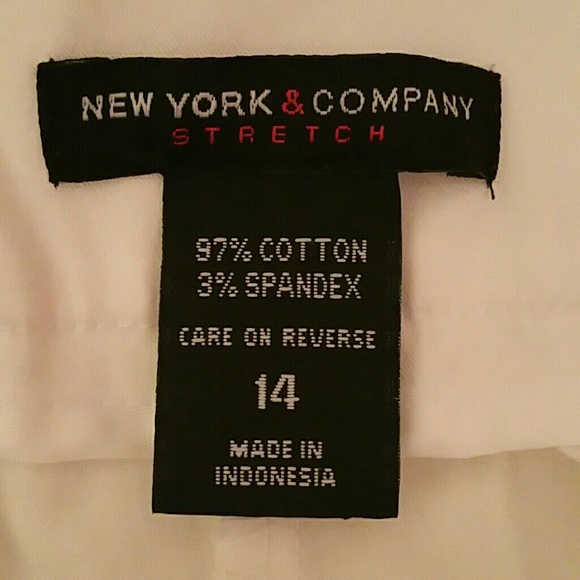 NEW YORK & COMPANY
STRETCH
97% COTTON
3% SPANDEX
CARE ON REVERSE
14
MADE IN
INDONESIA